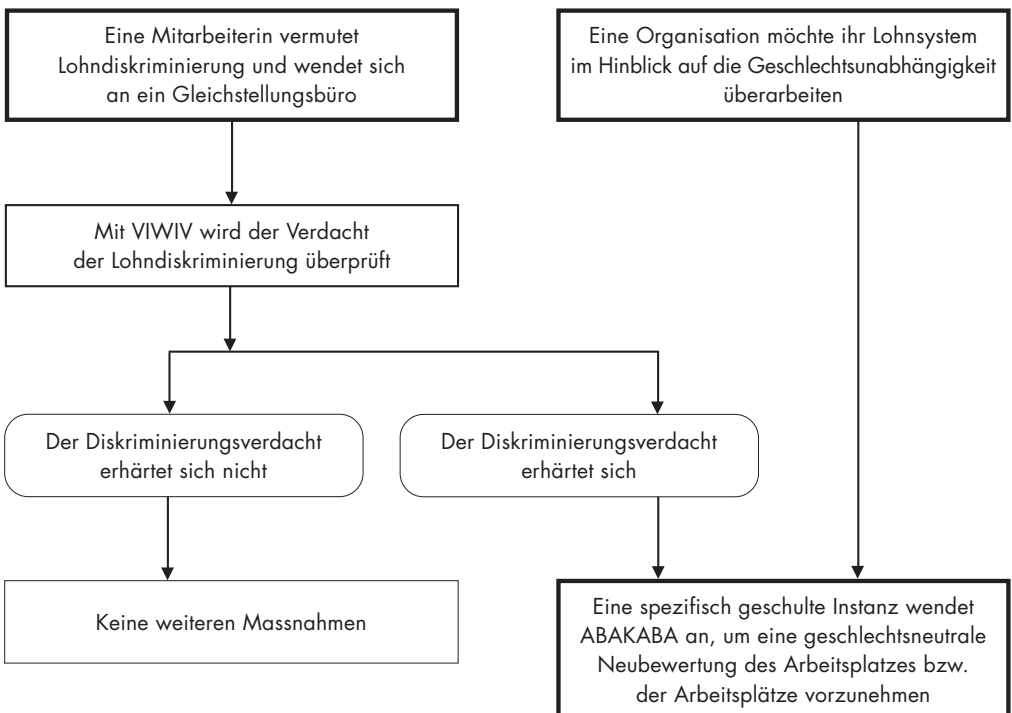 Eine Mitarbeiterin vermutet
Lohndiskriminierung und wendet sich
an ein Gleichstellungsbüro
Eine Organisation möchte ihr Lohnsystem
im Hinblick auf die Geschlechtsunabhängigkeit
überarbeiten
Mit VIWIV wird der Verdacht
der Lohndiskriminierung überprüft
Der Diskriminierungsverdacht
erhärtet sich nicht
Der Diskriminierungsverdacht
erhärtet sich
Keine weiteren Massnahmen
Eine spezifisch geschulte Instanz wendet
ABAKABA an, um eine geschlechtsneutrale
Neubewertung des Arbeitsplatzes bzw.
der Arbeitsplätze vorzunehmen